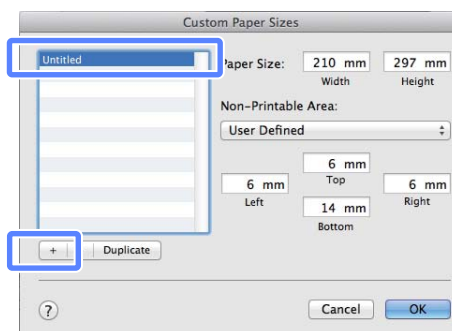 Custom Paper Sizes
Untitled
Paper Size:
210 mm
297 mm
Width
Height
Non-Printable Area:
User Defined
6 mm
Top
6 mm
6 mm
Left
Right
14 mm
Bottom
+
Duplicate
?
Cancel
OK